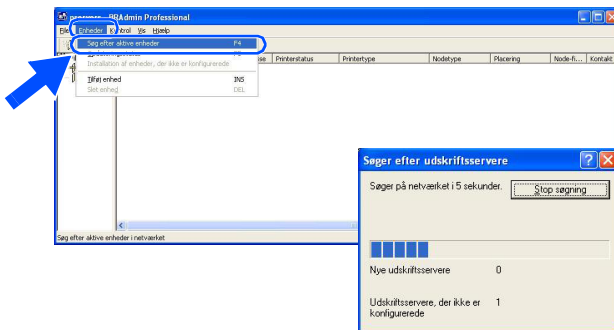 BRAdmin Professional
Enheder Kontrol Vis Hjælp
Søg efter aktive enheder F4
Installation af enheder, der ikke er konfigurerede
Tilføj enhed INS
Slet enhed DEL
Printerstatus Printertype Nodetype Placering Node-fi... Kontakt
Søg efter aktive enheder i netværket
Søger efter udskriftsservere
Søger på netværket i 5 sekunder.
Stop søgning
Nye udskriftsservere 0
Udskriftsservere, der ikke er 1
konfigurerede